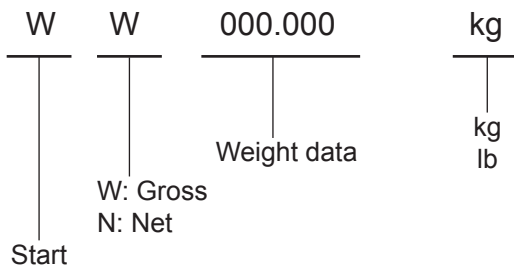 W W 000.000 kg
kg
Weight data lb
W: Gross
N: Net
Start